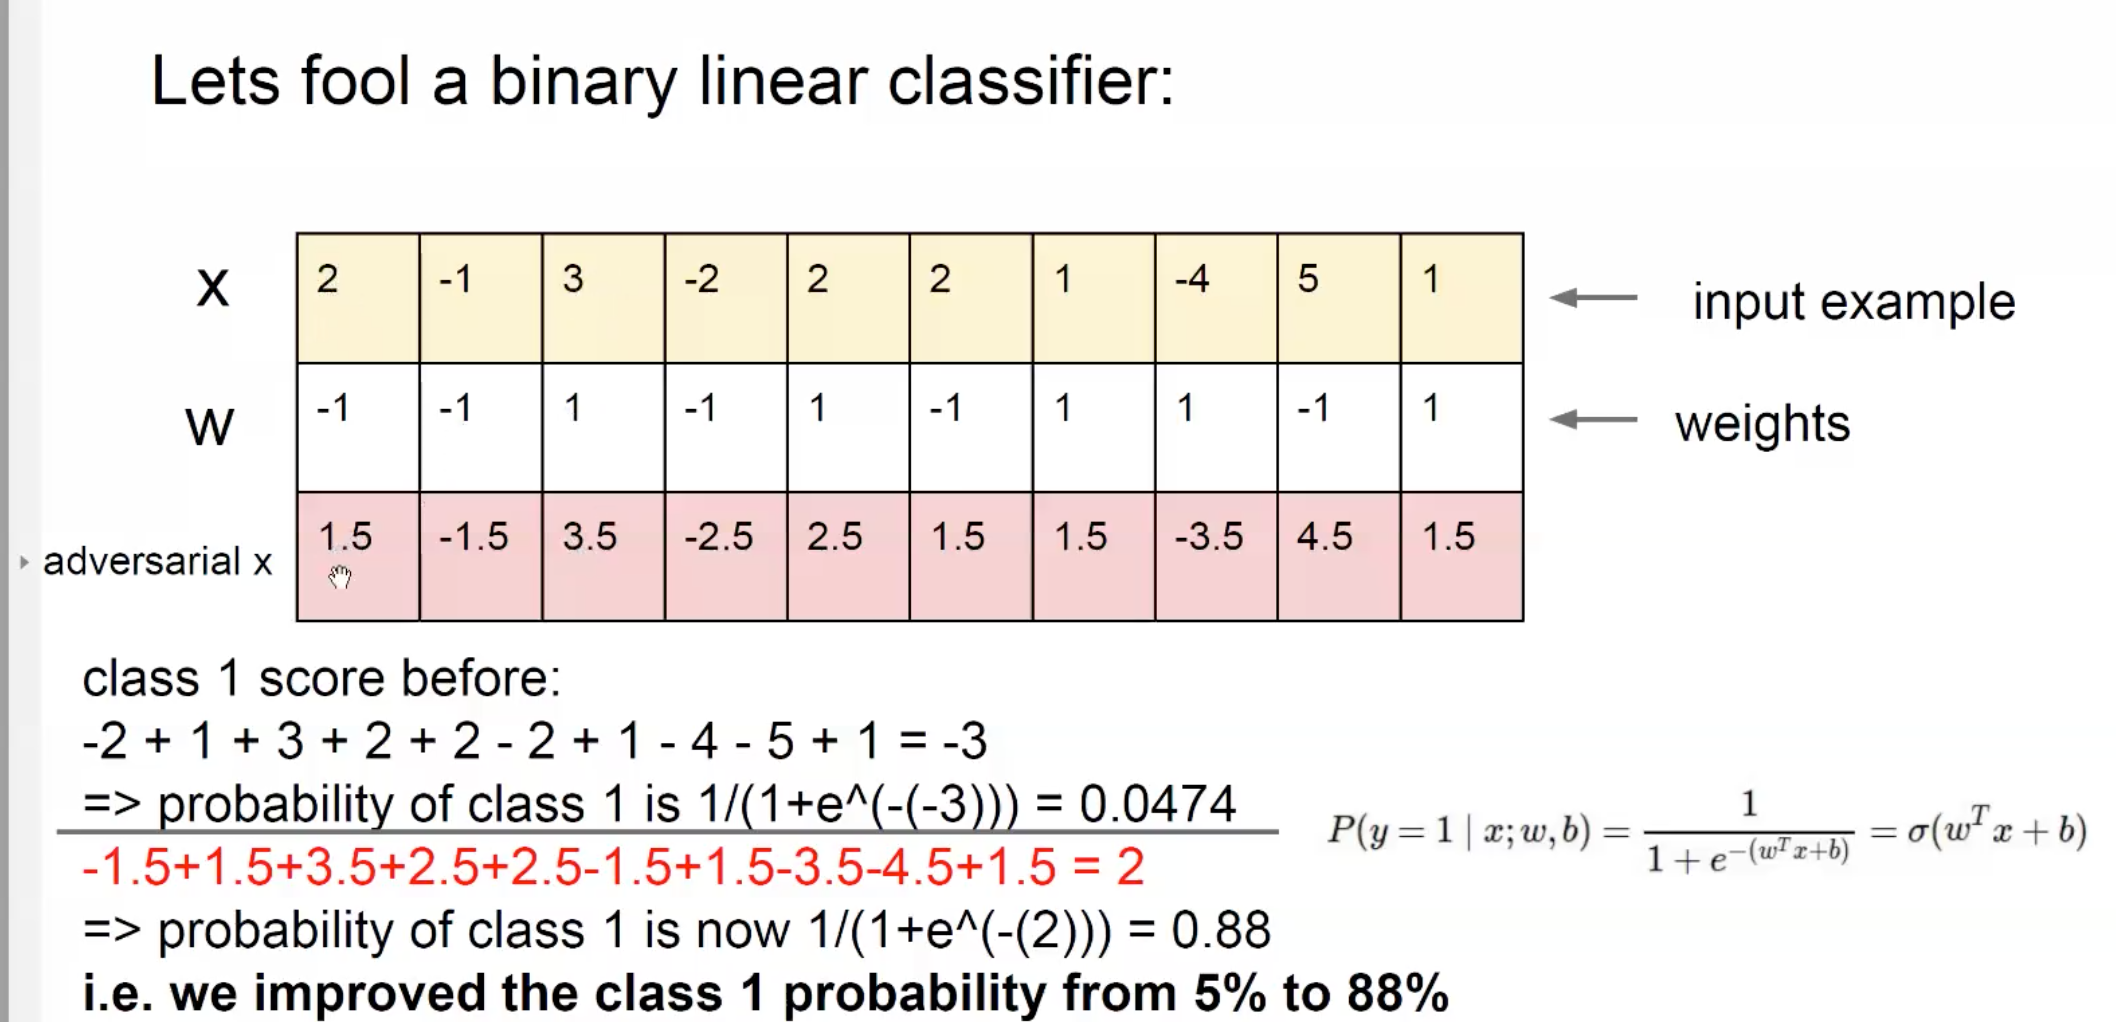 Lets fool a binary linear classifier:
x 2 -1 3 -2 2 2 1 -4 5 1 input example
w -1 -1 1 -1 1 -1 1 1 -1 1 weights
adversarial x 1.5 -1.5 3.5 -2.5 2.5 1.5 1.5 -3.5 4.5 1.5
class 1 score before:
-2 + 1 + 3 + 2 + 2 - 2 + 1 - 4 - 5 + 1 = -3
=> probability of class 1 is 1/(1+e^(-(-3))) = 0.0474
-1.5+1.5+3.5+2.5+2.5-1.5+1.5-3.5-4.5+1.5 = 2
=> probability of class 1 is now 1/(1+e^(-(2))) = 0.88
i.e. we improved the class 1 probability from 5% to 88%
P(y = 1 | x; w, b) = 1 / (1 + e^{-(w^T x+b)}) = σ(w^T x + b)